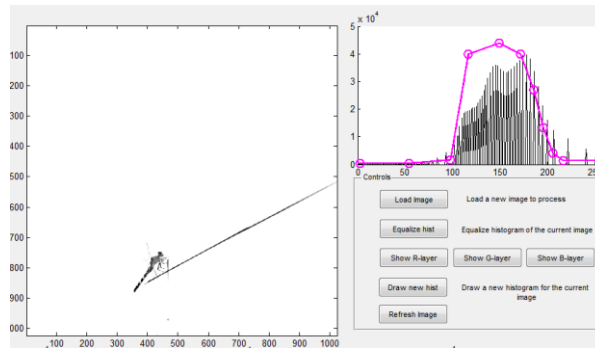 5 x 10^4
4
3
2
1
0
0 50 100 150 200 250
100
200
300
400
500
600
700
800
900
1000
100 200 300 400 500 600 700 800 900 1000
Controls
Load image Load a new image to process
Equalize hist Equalize histogram of the current image
Show R-layer Show G-layer Show B-layer
Draw new hist Draw a new histogram for the current
image
Refresh image